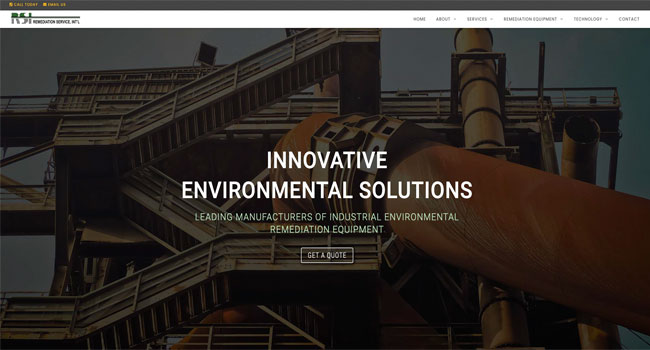 CALL TODAY EMAIL US
RSI REMEDIATION SERVICE, INT'L
HOME ABOUT SERVICES REMEDIATION EQUIPMENT TECHNOLOGY CONTACT
INNOVATIVE
ENVIRONMENTAL SOLUTIONS
LEADING MANUFACTURERS OF INDUSTRIAL ENVIRONMENTAL
REMEDIATION EQUIPMENT
GET A QUOTE